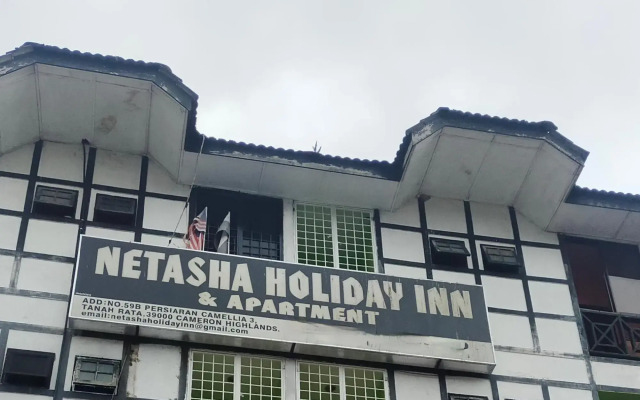 NETASHA HOLIDAY INN
& APARTMENT
ADD:NO.59B PERSIARAN CAMELLIA 3,
TANAH RATA.39000 CAMERON HIGHLANDS.
email:netashaholidayinn@gmail.com